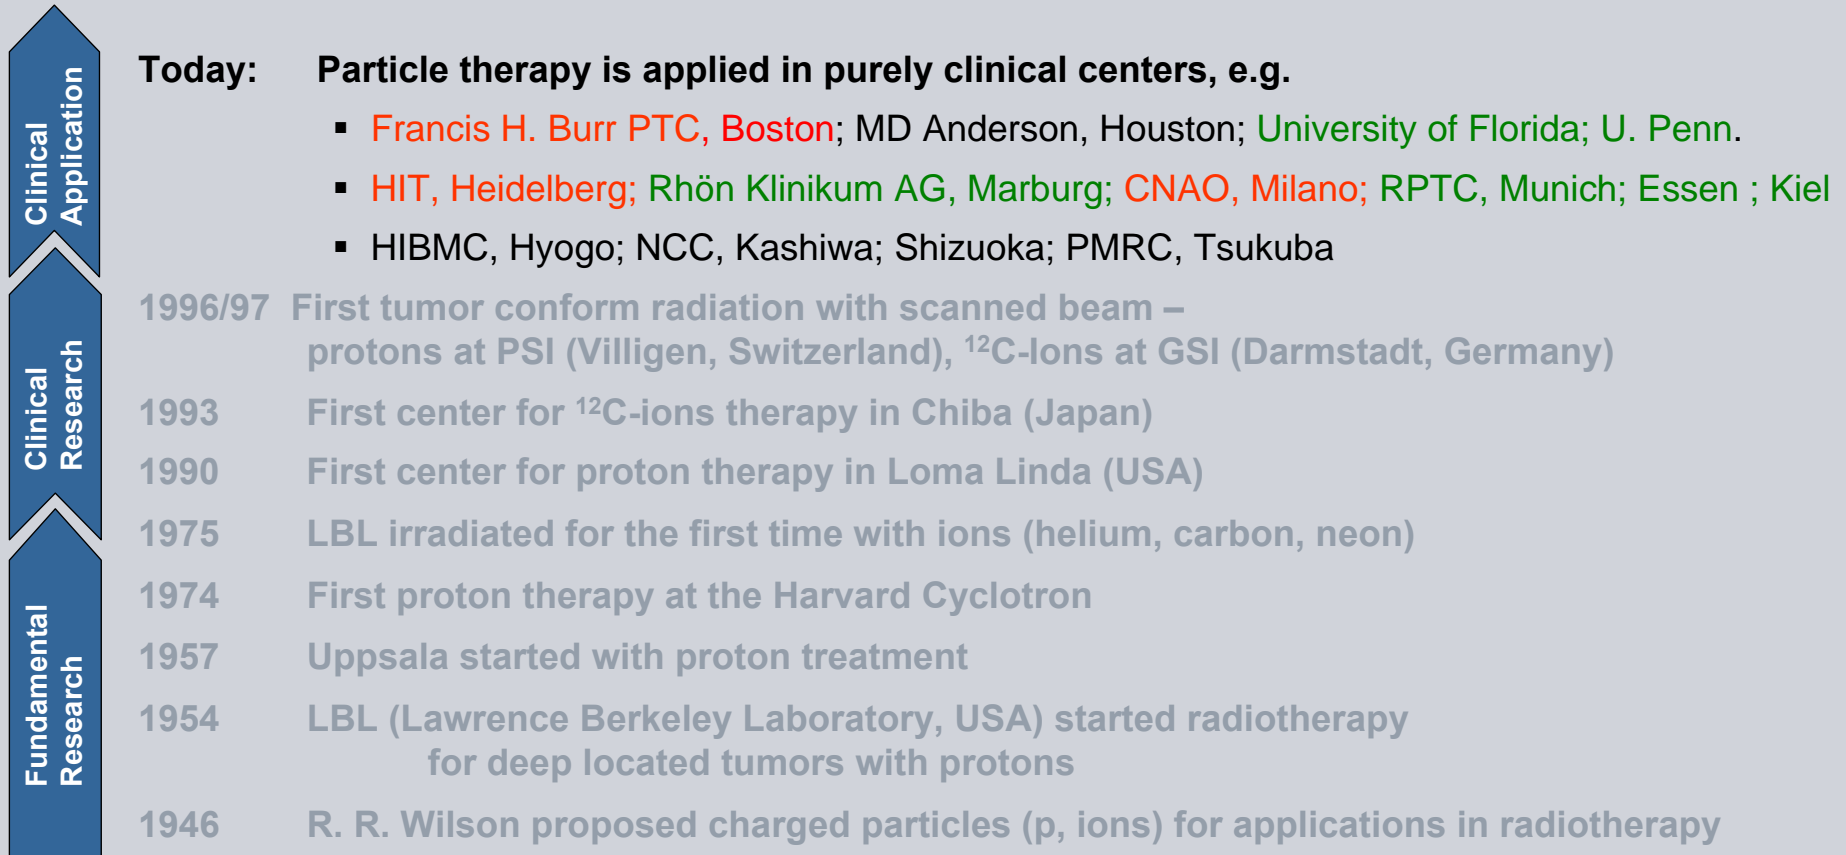 Clinical
Application
Clinical
Research
Fundamental
Research
Today: Particle therapy is applied in purely clinical centers, e.g.
▪ Francis H. Burr PTC, Boston; MD Anderson, Houston; University of Florida; U. Penn.
▪ HIT, Heidelberg; Rhön Klinikum AG, Marburg; CNAO, Milano; RPTC, Munich; Essen ; Kiel
▪ HIBMC, Hyogo; NCC, Kashiwa; Shizuoka; PMRC, Tsukuba
1996/97 First tumor conform radiation with scanned beam –
protons at PSI (Villigen, Switzerland), ¹²C-Ions at GSI (Darmstadt, Germany)
1993 First center for ¹²C-ions therapy in Chiba (Japan)
1990 First center for proton therapy in Loma Linda (USA)
1975 LBL irradiated for the first time with ions (helium, carbon, neon)
1974 First proton therapy at the Harvard Cyclotron
1957 Uppsala started with proton treatment
1954 LBL (Lawrence Berkeley Laboratory, USA) started radiotherapy
for deep located tumors with protons
1946 R. R. Wilson proposed charged particles (p, ions) for applications in radiotherapy